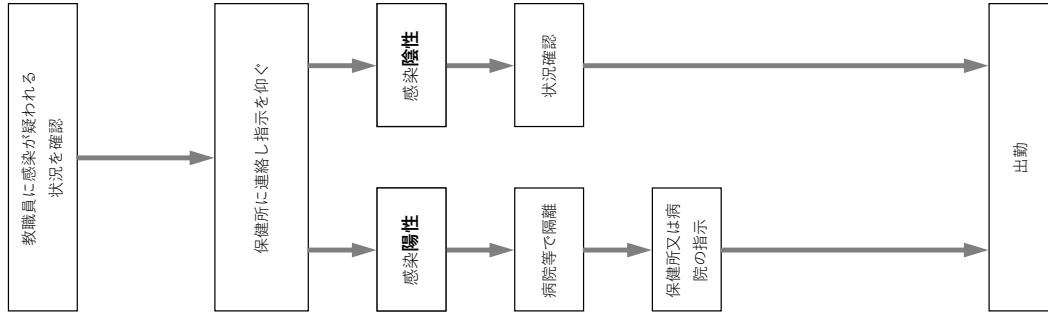 教職員に感染が疑われる
状況を確認
保健所に連絡し指示を仰ぐ
感染陽性
病院等で隔離
保健所又は病
院の指示
感染陰性
状況確認
出勤